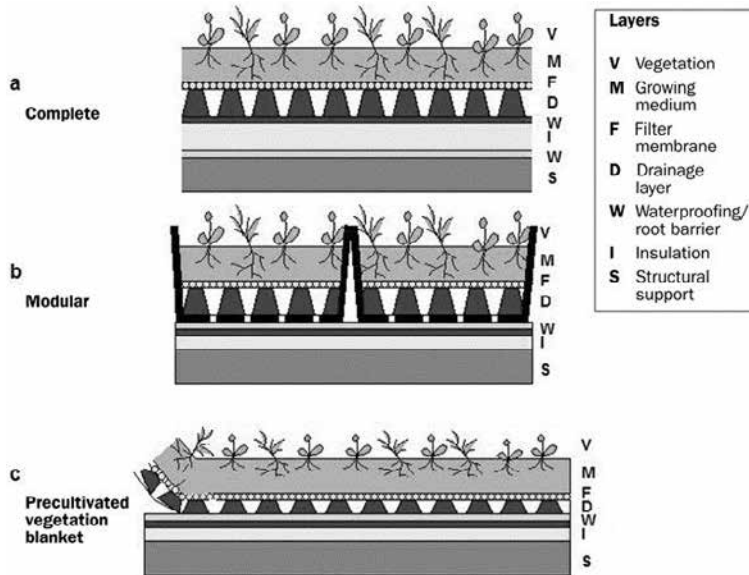 a
Complete
V
M
F
D
W
I
W
S
b
Modular
V
M
F
D
W
I
S
c
Precultivated
vegetation
blanket
V
M
F
D
W
I
S
Layers
V Vegetation
M Growing
medium
F Filter
membrane
D Drainage
layer
W Waterproofing/
root barrier
I Insulation
S Structural
support